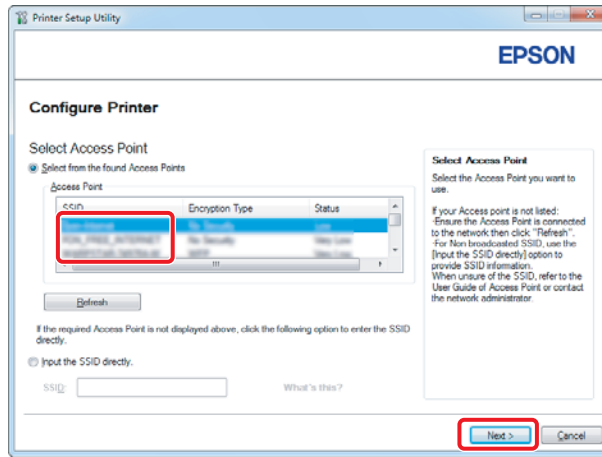 Printer Setup Utility
EPSON
Configure Printer
Select Access Point
Select from the found Access Points
Access Point
SSID Encryption Type Status
Refresh
If the required Access Point is not displayed above, click the following option to enter the SSID
directly.
Input the SSID directly.
SSID: What's this?
Select Access Point
Select the Access Point you want to
use.
If your Access point is not listed:
·Ensure the Access Point is connected
to the network then click "Refresh".
·For Non broadcasted SSID, use the
[Input the SSID directly] option to
provide SSID information.
When unsure of the SSID, refer to the
User Guide of Access Point or contact
the network administrator.
Next > Cancel